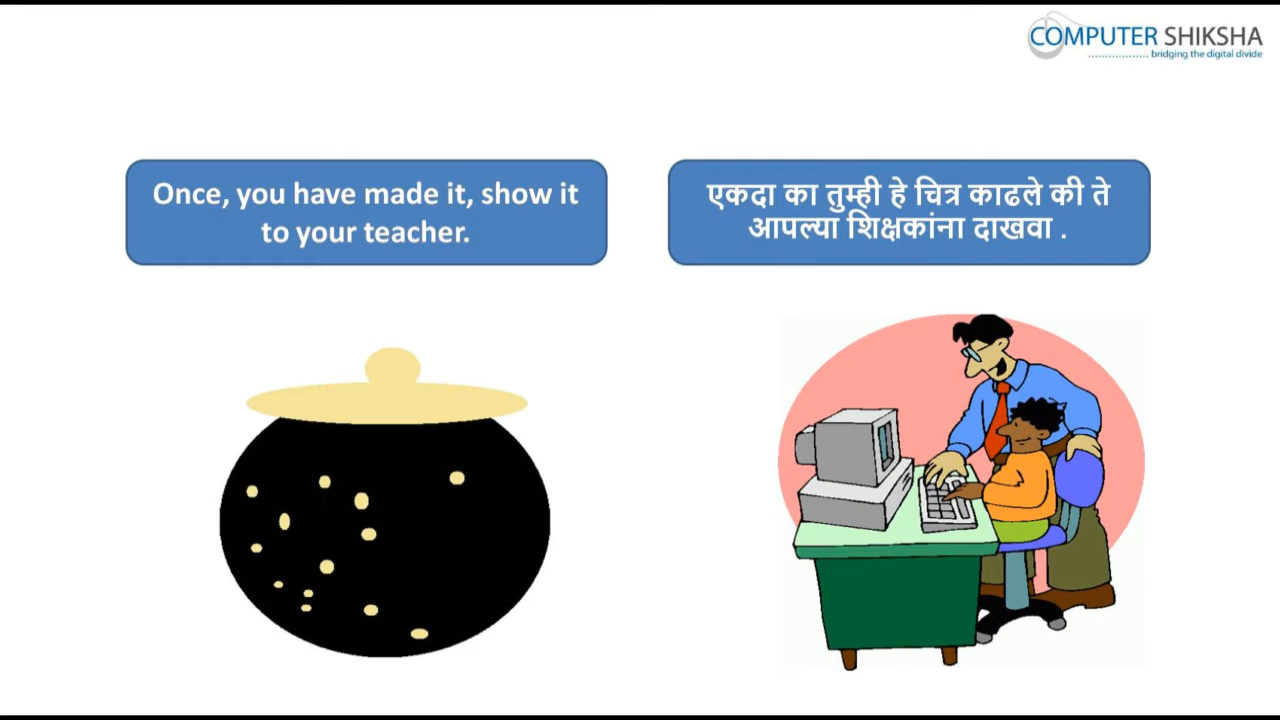 COMPUTER SHIKSHA
..................bridging the digital divide
Once, you have made it, show it
to your teacher.
एकदा का तुम्ही हे चित्र काढले की ते
आपल्या शिक्षकांना दाखवा .